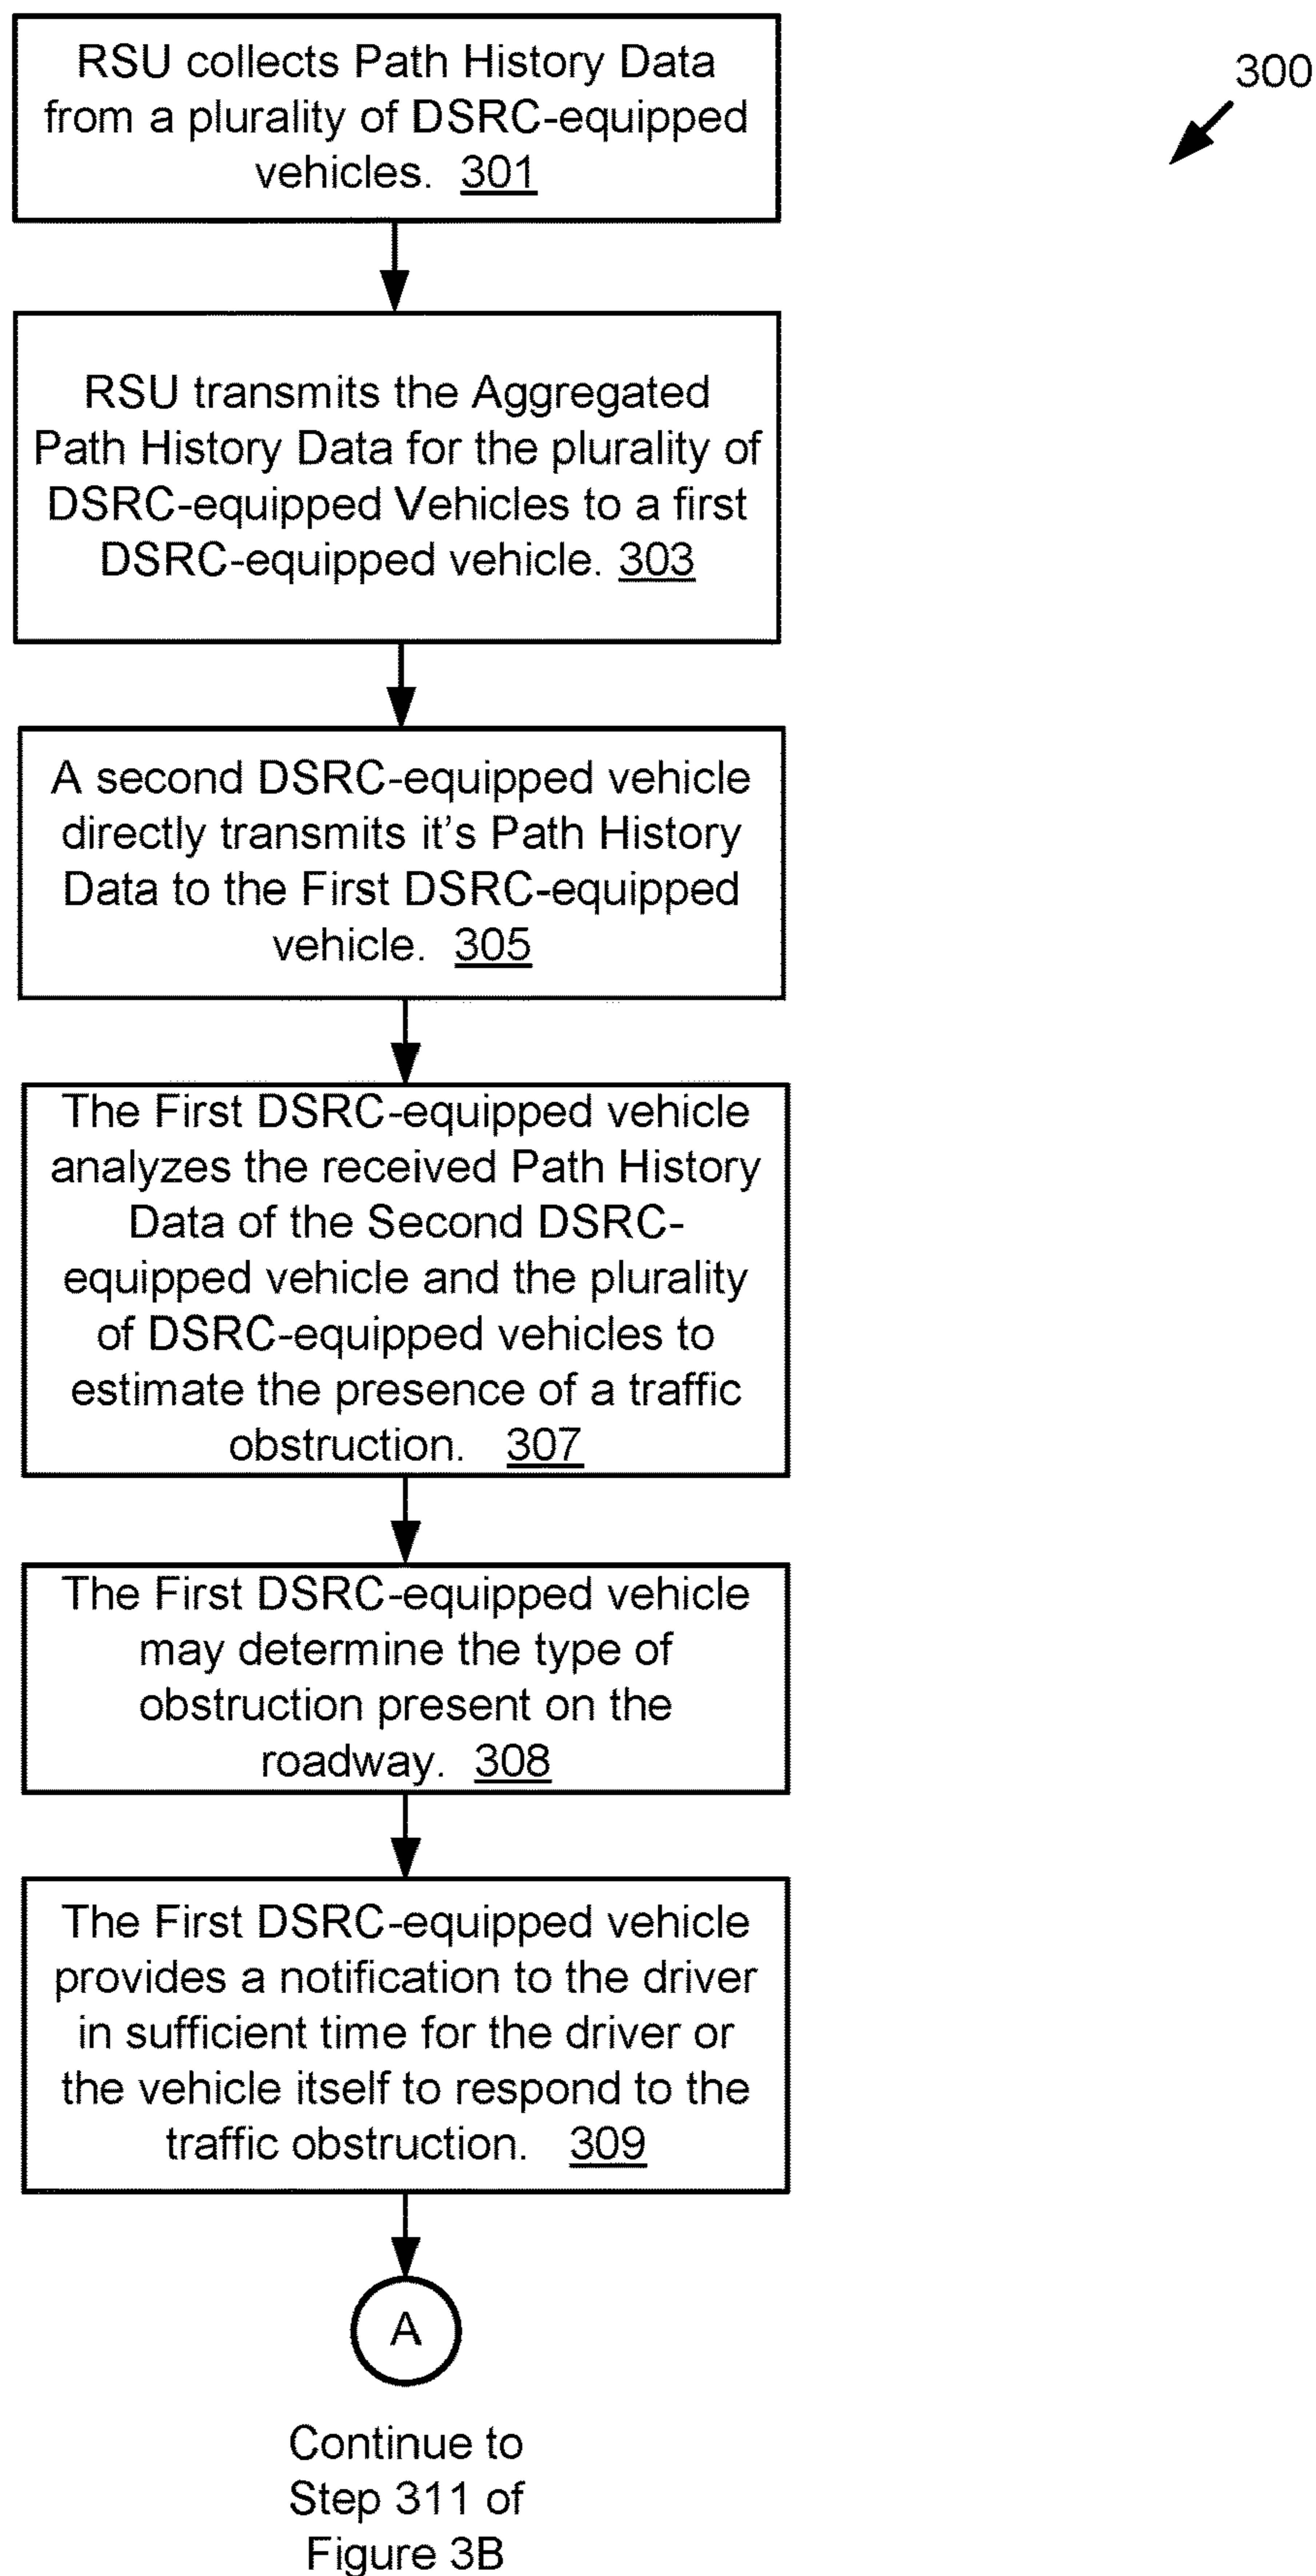 RSU collects Path History Data
from a plurality of DSRC-equipped
vehicles. 301
300
RSU transmits the Aggregated
Path History Data for the plurality of
DSRC-equipped Vehicles to a first
DSRC-equipped vehicle. 303
A second DSRC-equipped vehicle
directly transmits it's Path History
Data to the First DSRC-equipped
vehicle. 305
The First DSRC-equipped vehicle
analyzes the received Path History
Data of the Second DSRC-
equipped vehicle and the plurality
of DSRC-equipped vehicles to
estimate the presence of a traffic
obstruction. 307
The First DSRC-equipped vehicle
may determine the type of
obstruction present on the
roadway. 308
The First DSRC-equipped vehicle
provides a notification to the driver
in sufficient time for the driver or
the vehicle itself to respond to the
traffic obstruction. 309
A
Continue to
Step 311 of
Figure 3B